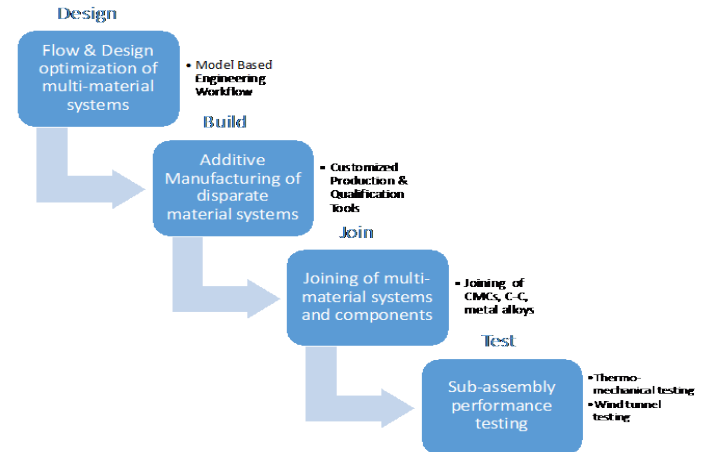 Design
Flow & Design
optimization of
multi-material
systems
• Model Based
Engineering
Workflow
Build
Additive
Manufacturing of
disparate
material systems
• Customized
Production &
Qualification
Tools
Join
Joining of multi-
material systems
and components
• Joining of
CMCs, C-C,
metal alloys
Test
Sub-assembly
performance
testing
•Thermo-
mechanical testing
•Wind tunnel
testing